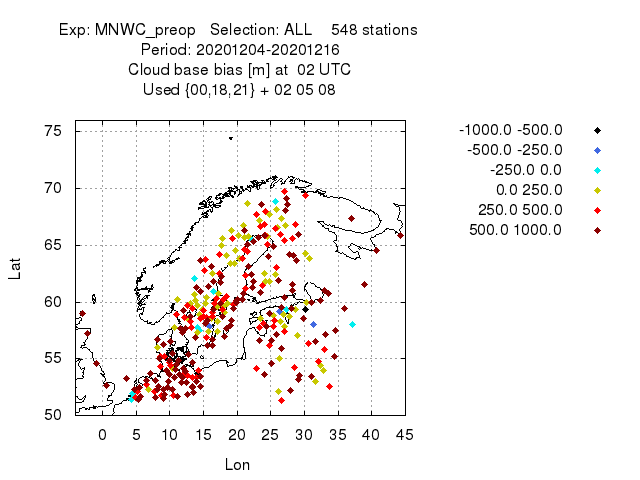 Exp: MNWC_preop   Selection: ALL    548 stations
Period: 20201204-20201216
Cloud base bias [m] at  02 UTC
Used {00,18,21} + 02 05 08
-1000.0 -500.0
-500.0 -250.0
-250.0 0.0
0.0 250.0
250.0 500.0
500.0 1000.0
75
70
65
60
55
50
Lat
0 5 10 15 20 25 30 35 40 45
Lon